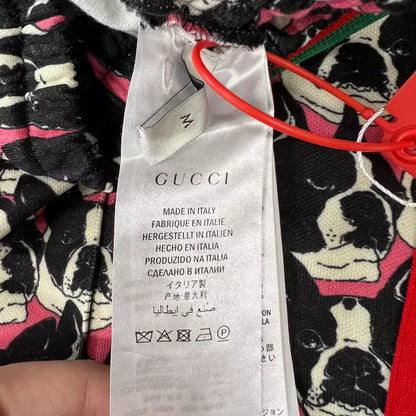 M
GUCCI
MADE IN ITALY
FABRIQUE EN ITALIE
HERGESTELLT IN ITALIEN
HECHO EN ITALIA
PRODUZIDO NA ITALIA
СДЕЛАНО В ИТАЛИИ
イタリア製
产地·意大利
صنع في إيطاليا